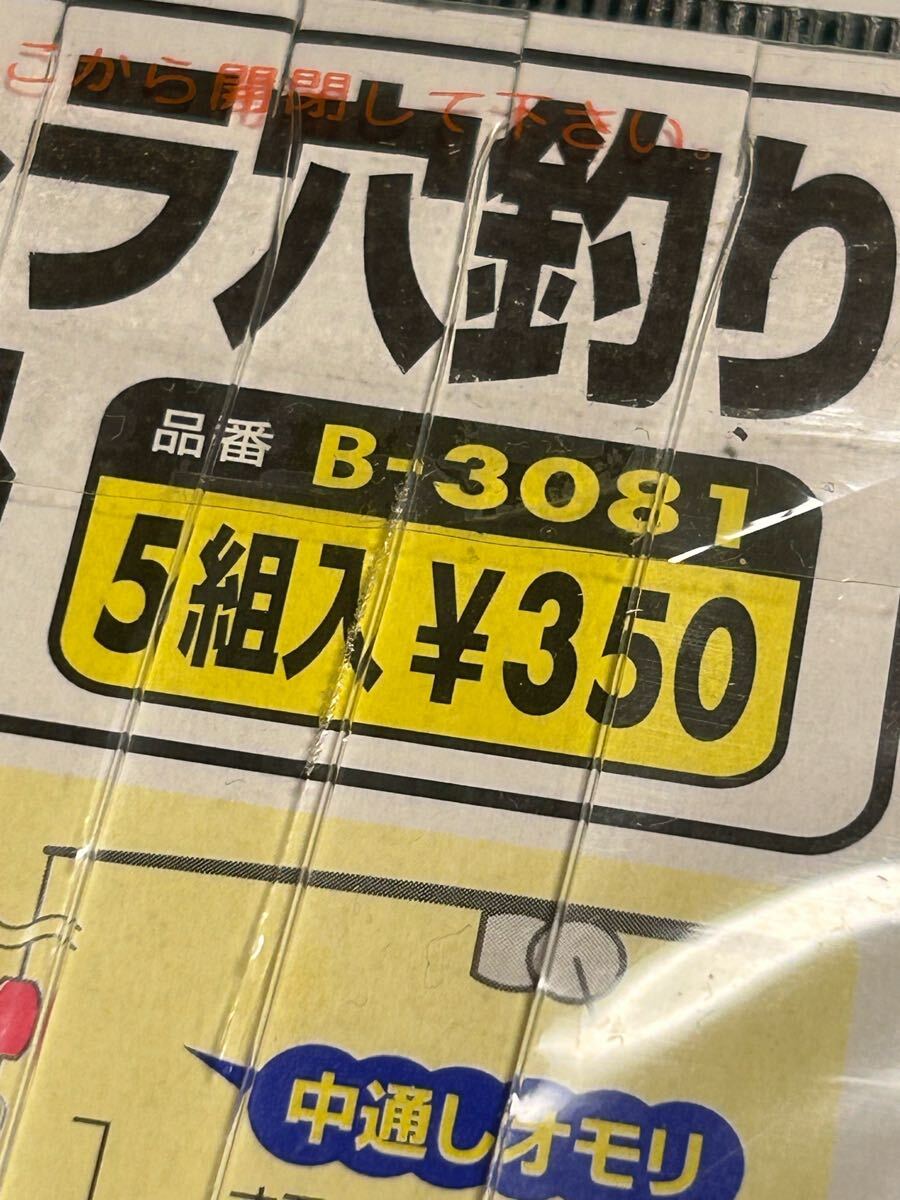 こから開閉して下さい。
ラ穴釣り
品番 B-3081
5組入¥350
中通しオモリ